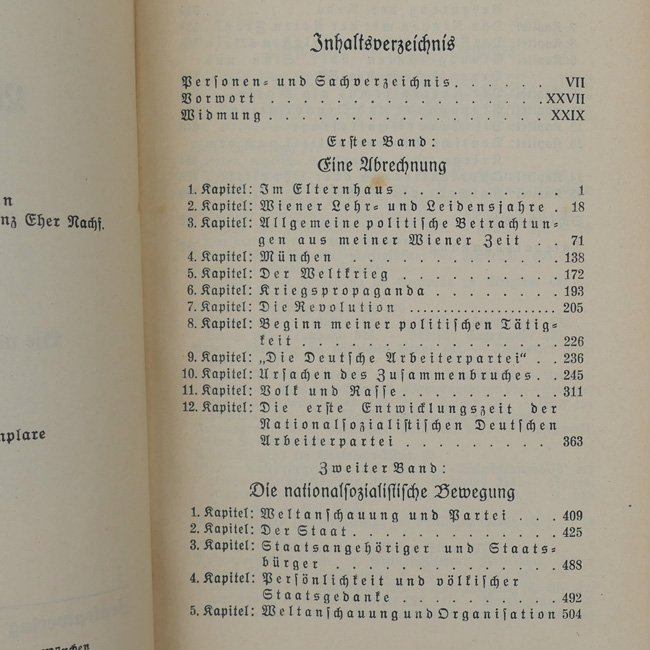 Inhaltsverzeichnis
Personen- und Sachverzeichnis. . . . . . VII
Vorwort . . . . . . . . . . . . . . . XXVII
Widmung . . . . . . . . . . . . . . XXIX
Erster Band:
Eine Abrechnung
1. Kapitel: Im Elternhaus . . . . . . . . . 1
2. Kapitel: Wiener Lehr- und Leidensjahre . 18
3. Kapitel: Allgemeine politische Betrachtun-
gen aus meiner Wiener Zeit . . 71
4. Kapitel: München . . . . . . . . . . . 138
5. Kapitel: Der Weltkrieg . . . . . . . . 172
6. Kapitel: Kriegspropaganda . . . . . . . 193
7. Kapitel: Die Revolution . . . . . . . . 205
8. Kapitel: Beginn meiner politischen Tätig-
keit . . . . . . . . . . . . . 226
9. Kapitel: „Die Deutsche Arbeiterpartei“ . . 236
10. Kapitel: Ursachen des Zusammenbruches . . 245
11. Kapitel: Volk und Rasse . . . . . . . . 311
12. Kapitel: Die erste Entwicklungszeit der
Nationalsozialistischen Deutschen
Arbeiterpartei . . . . . . . . . 363
Zweiter Band:
Die nationalsozialistische Bewegung
1. Kapitel: Weltanschauung und Partei . . . 409
2. Kapitel: Der Staat . . . . . . . . . . 425
3. Kapitel: Staatsangehöriger und Staats-
bürger . . . . . . . . . . . . 488
4. Kapitel: Persönlichkeit und völkischer
Staatsgedanke . . . . . . . . . 492
5. Kapitel: Weltanschauung und Organisation 504
n
nz Eher Nachf.
mplare
München